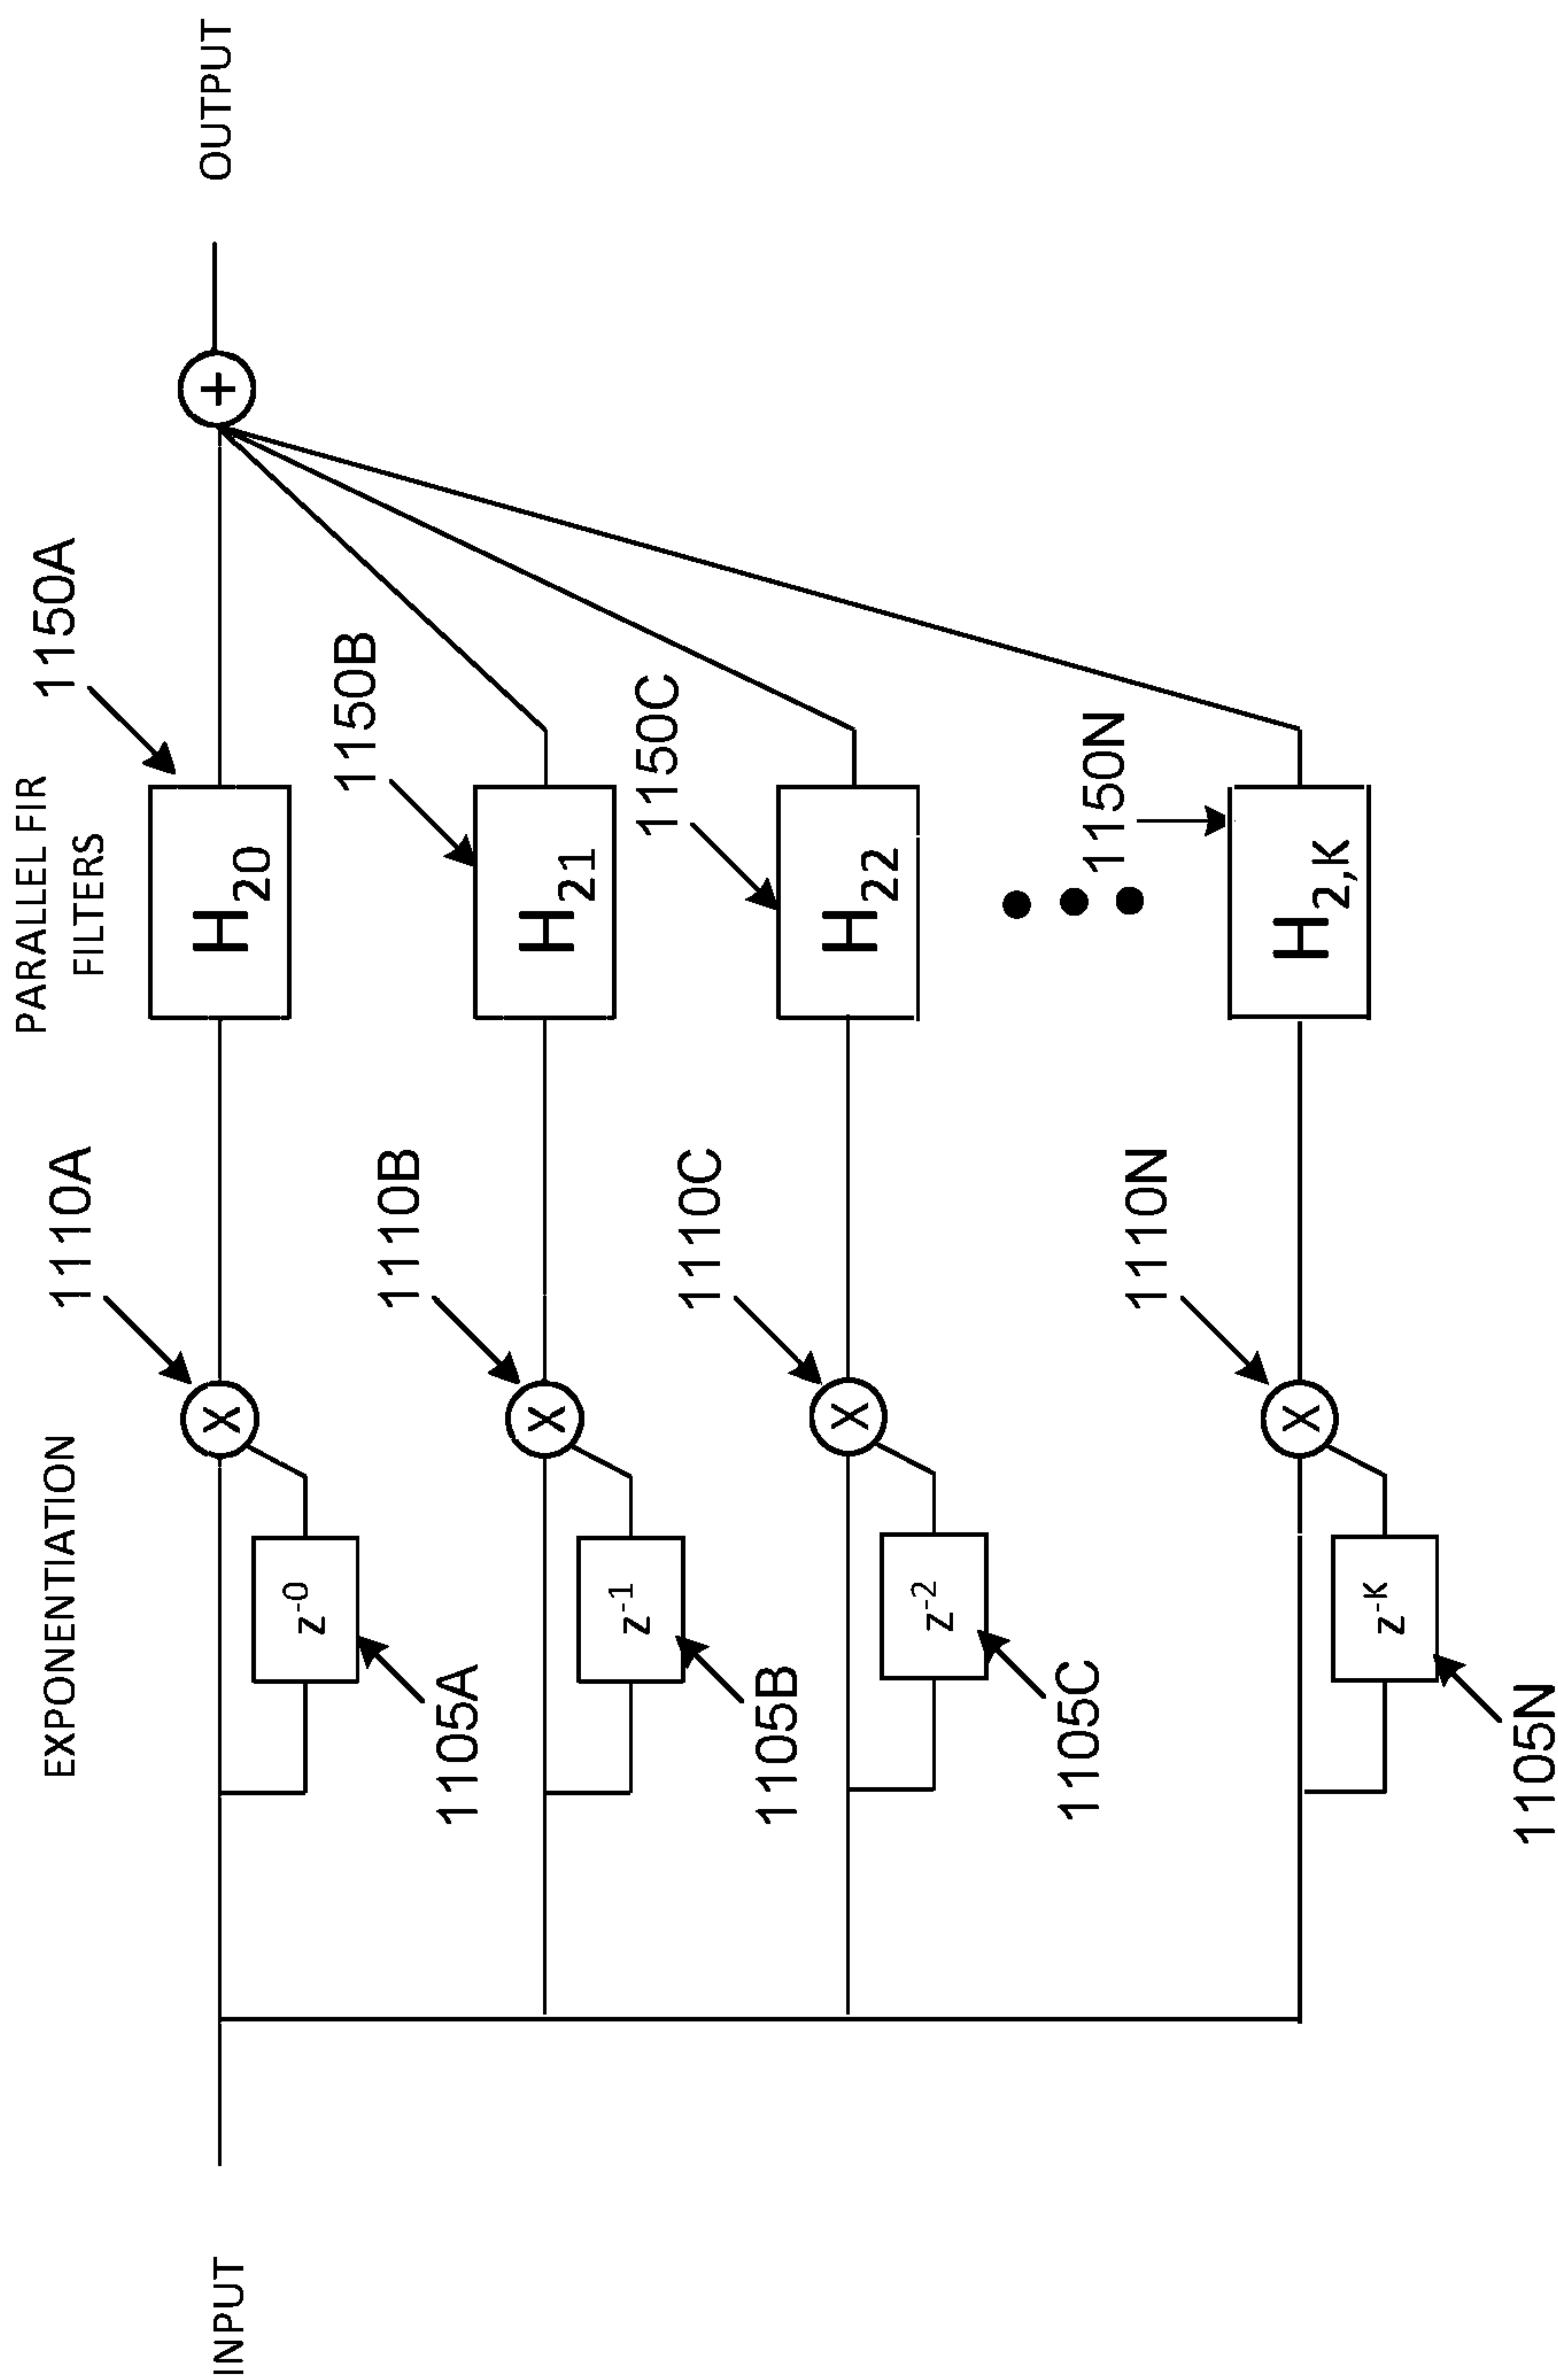 EXPONENTIATION
PARALLEL FIR
FILTERS
1110A
1150A
INPUT
X
H20
+
OUTPUT
z-0
1105A
1110B
1150B
X
H21
z-1
1105B
1110C
1150C
X
H22
z-2
1105C
1110N
1150N
X
H2,K
z-K
1105N